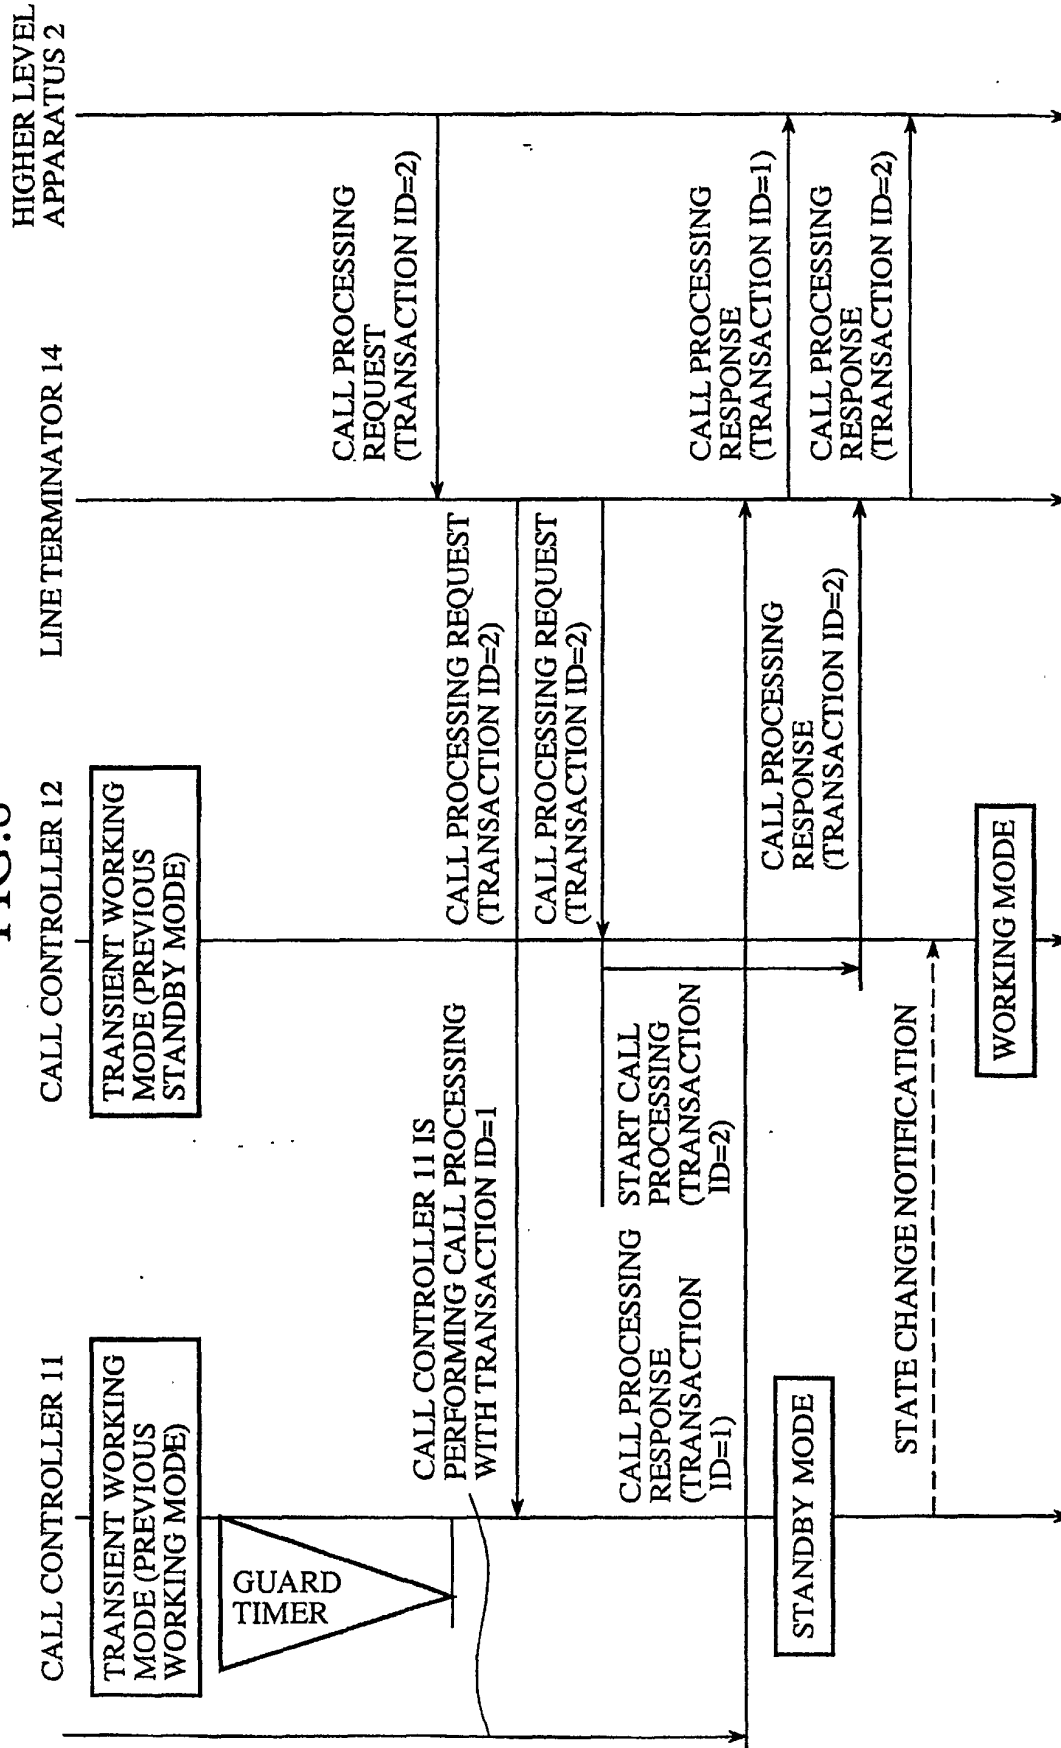 CALL CONTROLLER 11
CALL CONTROLLER 12
LINE TERMINATOR 14
HIGHER LEVEL
APPARATUS 2
TRANSIENT WORKING
MODE (PREVIOUS
WORKING MODE)
TRANSIENT WORKING
MODE (PREVIOUS
STANDBY MODE)
GUARD
TIMER
CALL PROCESSING
REQUEST
(TRANSACTION ID=2)
CALL CONTROLLER 11 IS
PERFORMING CALL PROCESSING
WITH TRANSACTION ID=1
CALL PROCESSING REQUEST
(TRANSACTION ID=2)
CALL PROCESSING REQUEST
(TRANSACTION ID=2)
START CALL
PROCESSING
(TRANSACTION
ID=2)
CALL PROCESSING
RESPONSE
(TRANSACTION
ID=1)
CALL PROCESSING
RESPONSE
(TRANSACTION ID=1)
CALL PROCESSING
RESPONSE
(TRANSACTION ID=2)
CALL PROCESSING
RESPONSE
(TRANSACTION ID=2)
STANDBY MODE
STATE CHANGE NOTIFICATION
WORKING MODE